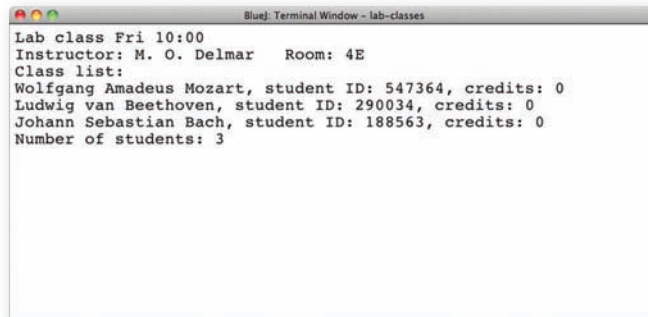 BlueJ: Terminal Window – lab-classes
Lab class Fri 10:00
Instructor: M. O. Delmar   Room: 4E
Class list:
Wolfgang Amadeus Mozart, student ID: 547364, credits: 0
Ludwig van Beethoven, student ID: 290034, credits: 0
Johann Sebastian Bach, student ID: 188563, credits: 0
Number of students: 3